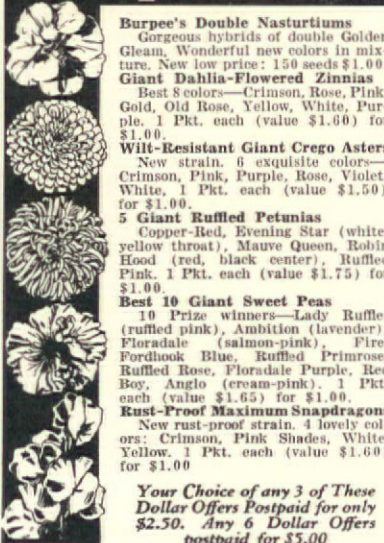 Burpee's Double Nasturtiums
Gorgeous hybrids of double Golden
Gleam, Wonderful new colors in mix
ture. New low price: 150 seeds $1.00
Giant Dahlia-Flowered Zinnias
Best 8 colors—Crimson, Rose, Pink
Gold, Old Rose, Yellow, White, Pur
ple. 1 Pkt. each (value $1.60) for
$1.00.
Wilt-Resistant Giant Crego Asters
New strain. 6 exquisite colors—
Crimson, Pink, Purple, Rose, Violet
White, 1 Pkt. each (value $1.50)
for $1.00.
5 Giant Ruffled Petunias
Copper-Red, Evening Star (white
yellow throat), Mauve Queen, Robin
Hood (red, black center), Ruffled
Pink. 1 Pkt. each (value $1.75) for
$1.00.
Best 10 Giant Sweet Peas
10 Prize winners—Lady Ruffle
(ruffled pink), Ambition (lavender)
Floradale (salmon-pink), Fire
Fordhook Blue, Ruffled Primrose
Ruffled Rose, Floradale Purple, Red
Boy, Anglo (cream-pink). 1 Pkt
each (value $1.65) for $1.00.
Rust-Proof Maximum Snapdragon
New rust-proof strain. 4 lovely col
ors: Crimson, Pink Shades, White
Yellow. 1 Pkt. each (value $1.60
for $1.00
Your Choice of any 3 of These
Dollar Offers Postpaid for only
$2.50. Any 6 Dollar Offers
postpaid for $5.00